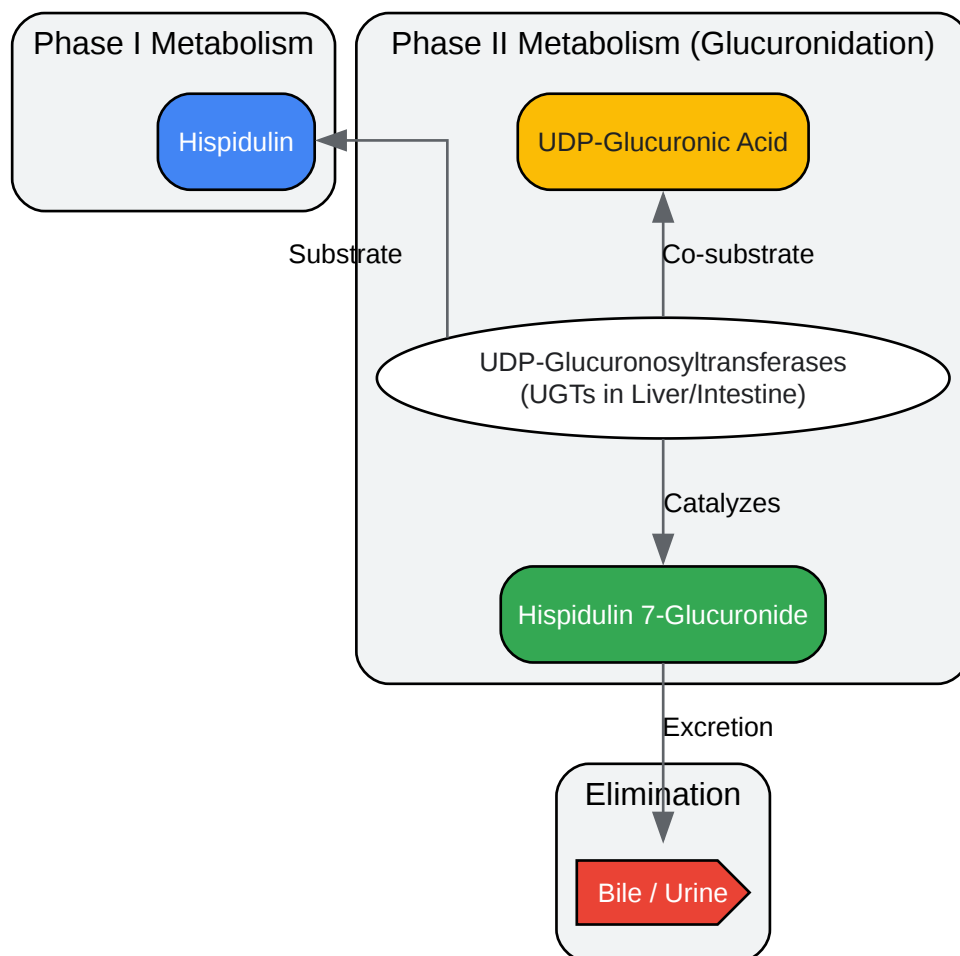 Phase I Metabolism
Phase II Metabolism (Glucuronidation)
Hispidulin
UDP-Glucuronic Acid
Substrate
Co-substrate
UDP-Glucuronosyltransferases
(UGTs in Liver/Intestine)
Catalyzes
Hispidulin 7-Glucuronide
Excretion
Elimination
Bile / Urine